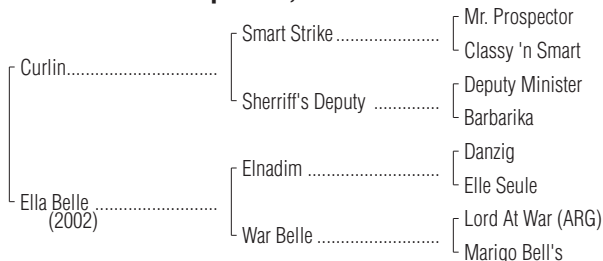 Mr. Prospector
Smart Strike......................
Classy 'n Smart
Curlin................................
Deputy Minister
Sherriff's Deputy ..............
Barbarika
Danzig
Elnadim ............................
Elle Seule
Ella Belle ..........................
(2002)
Lord At War (ARG)
War Belle ..........................
Marigo Bell's